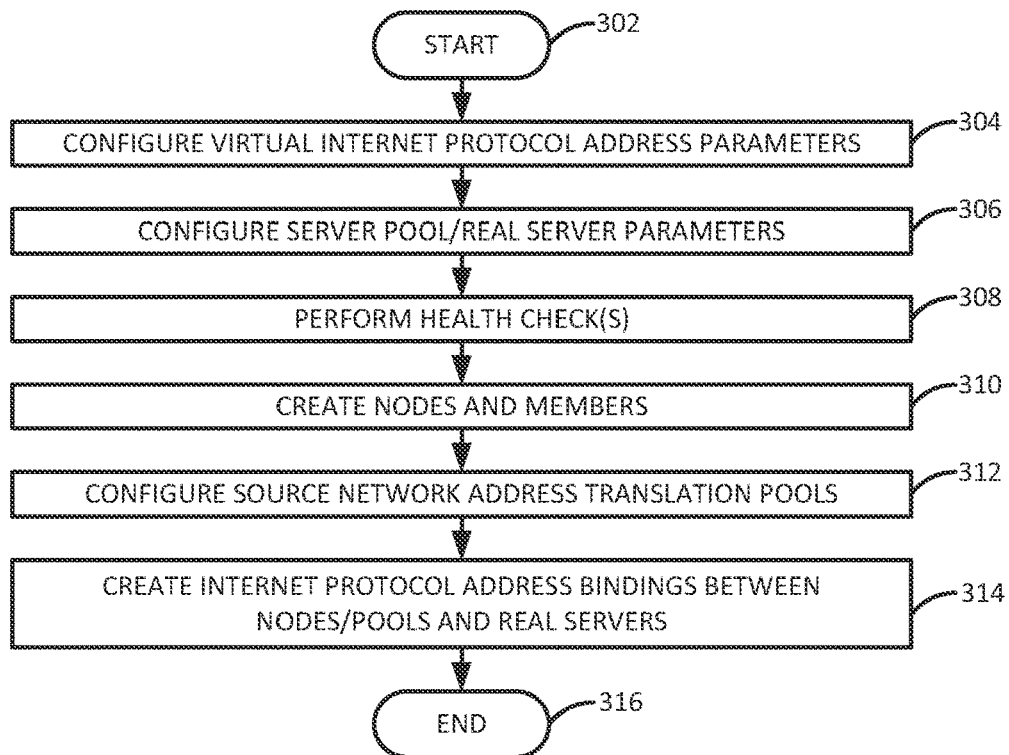 START
302
CONFIGURE VIRTUAL INTERNET PROTOCOL ADDRESS PARAMETERS
304
CONFIGURE SERVER POOL/REAL SERVER PARAMETERS
306
PERFORM HEALTH CHECK(S)
308
CREATE NODES AND MEMBERS
310
CONFIGURE SOURCE NETWORK ADDRESS TRANSLATION POOLS
312
CREATE INTERNET PROTOCOL ADDRESS BINDINGS BETWEEN
NODES/POOLS AND REAL SERVERS
314
END
316